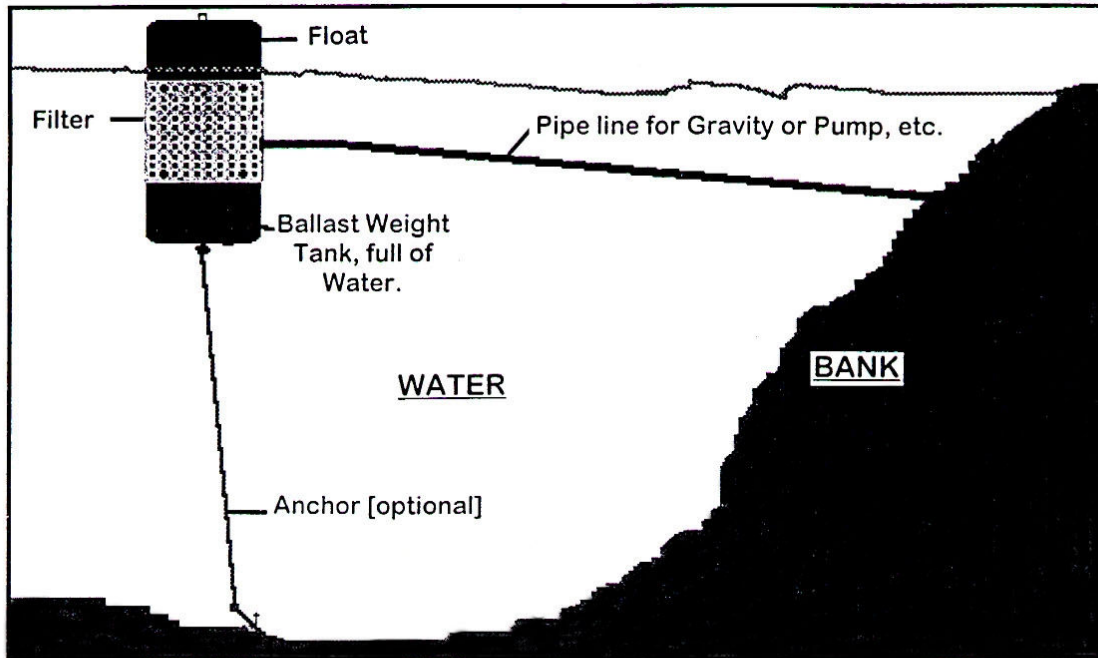 Float
Filter
Pipe line for Gravity or Pump, etc.
Ballast Weight
Tank, full of
Water.
WATER
BANK
Anchor [optional]